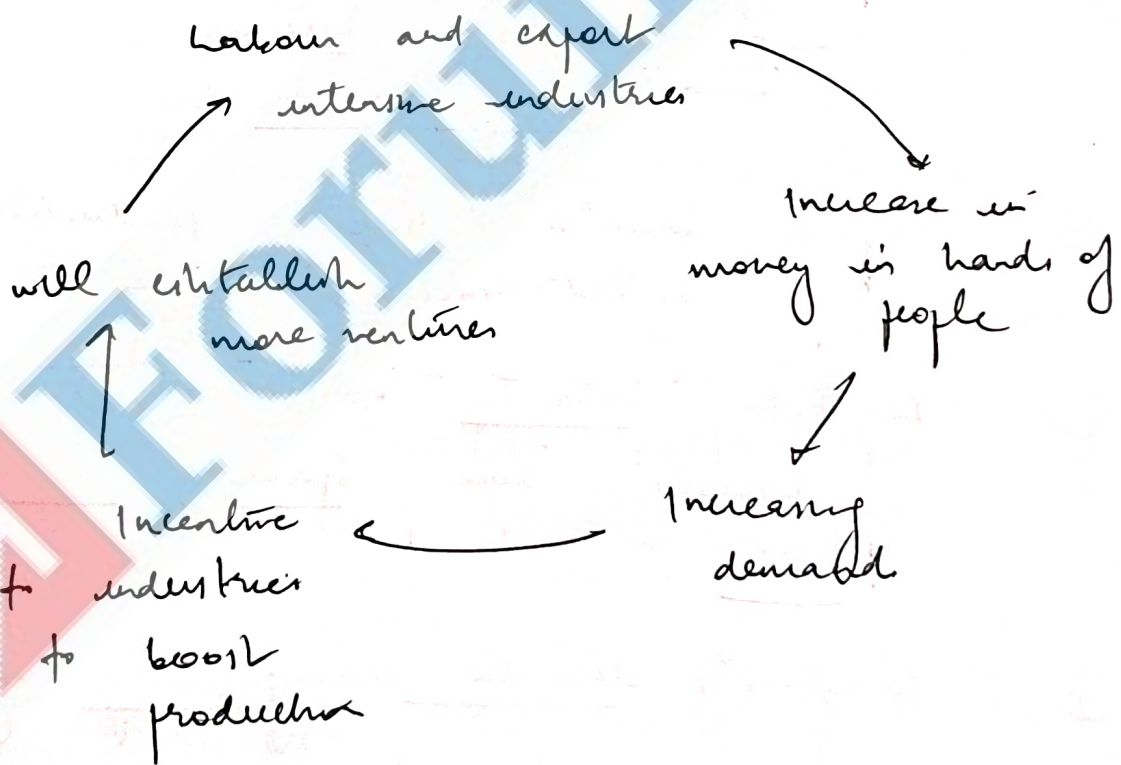 Labour and export
intensive industries
Increase in
money in hands of
people
Increasing
demand
Incentive
to industries
to boost
production
will establish
more ventures
Forum